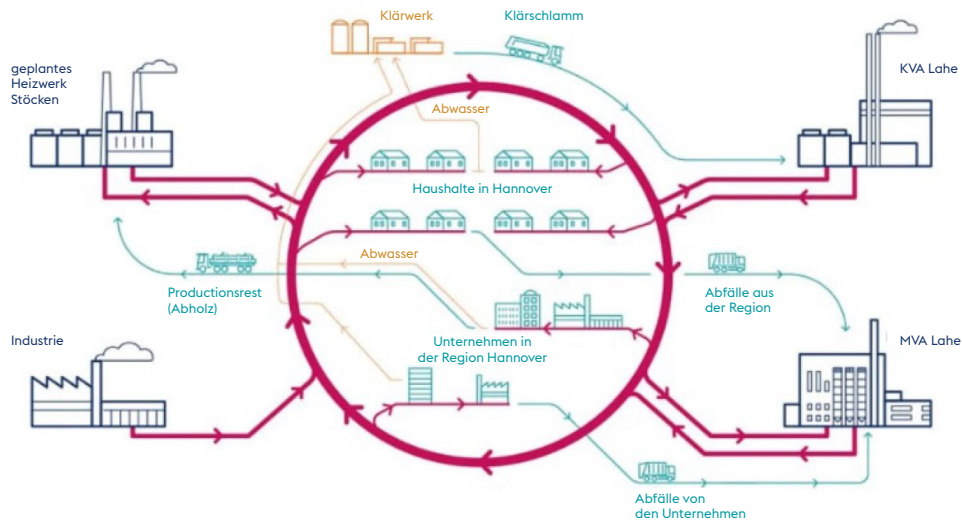 Klärwerk
Klärschlamm
geplantes
Heizwerk
Stöcken
KVA Lahe
Abwasser
Haushalte in Hannover
Abwasser
Productionsrest
(Abholz)
Abfälle aus
der Region
Industrie
Unternehmen in
der Region Hannover
MVA Lahe
Abfälle von
den Unternehmen